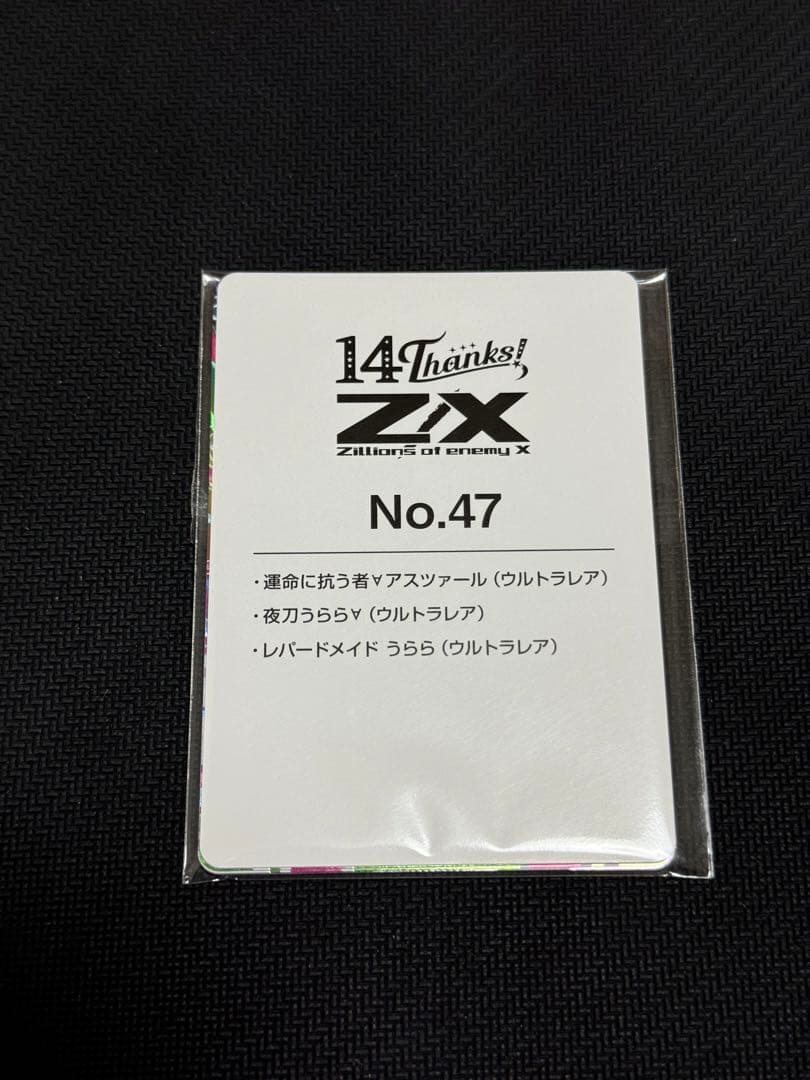 14 Thanks!
Z/X
Zillions of enemy X
No.47
・運命に抗う者∀アスツァール（ウルトラレア）
・夜刀うらら∀（ウルトラレア）
・レパードメイド うらら（ウルトラレア）